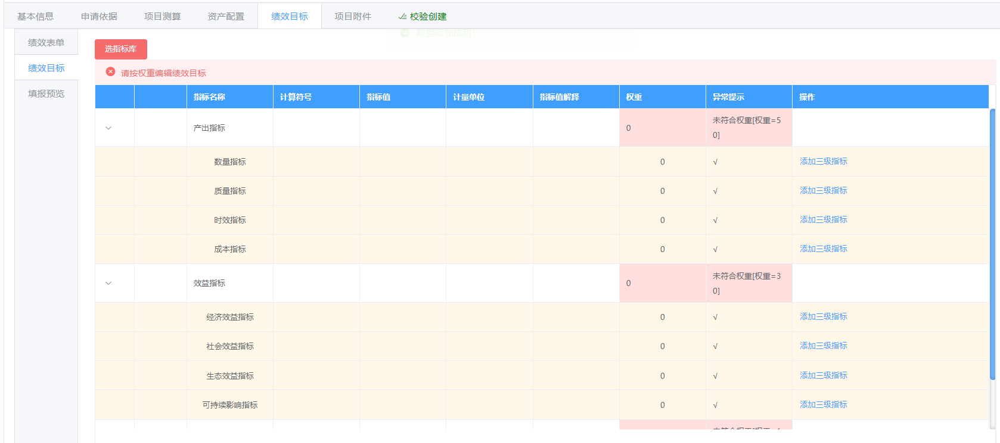 基本信息 申请依据 项目测算 资产配置 绩效目标 项目附件 校验创建
数据添加成功！
绩效表单
绩效目标
填报预览
选指标库
请按权重编辑绩效目标
指标名称 计算符号 指标值 计量单位 指标值解释 权重 异常提示 操作
产出指标 0 未符合权重[权重=5
0]
数量指标 0 √ 添加三级指标
质量指标 0 √ 添加三级指标
时效指标 0 √ 添加三级指标
成本指标 0 √ 添加三级指标
效益指标 0 未符合权重[权重=3
0]
经济效益指标 0 √ 添加三级指标
社会效益指标 0 √ 添加三级指标
生态效益指标 0 √ 添加三级指标
可持续影响指标 0 √ 添加三级指标